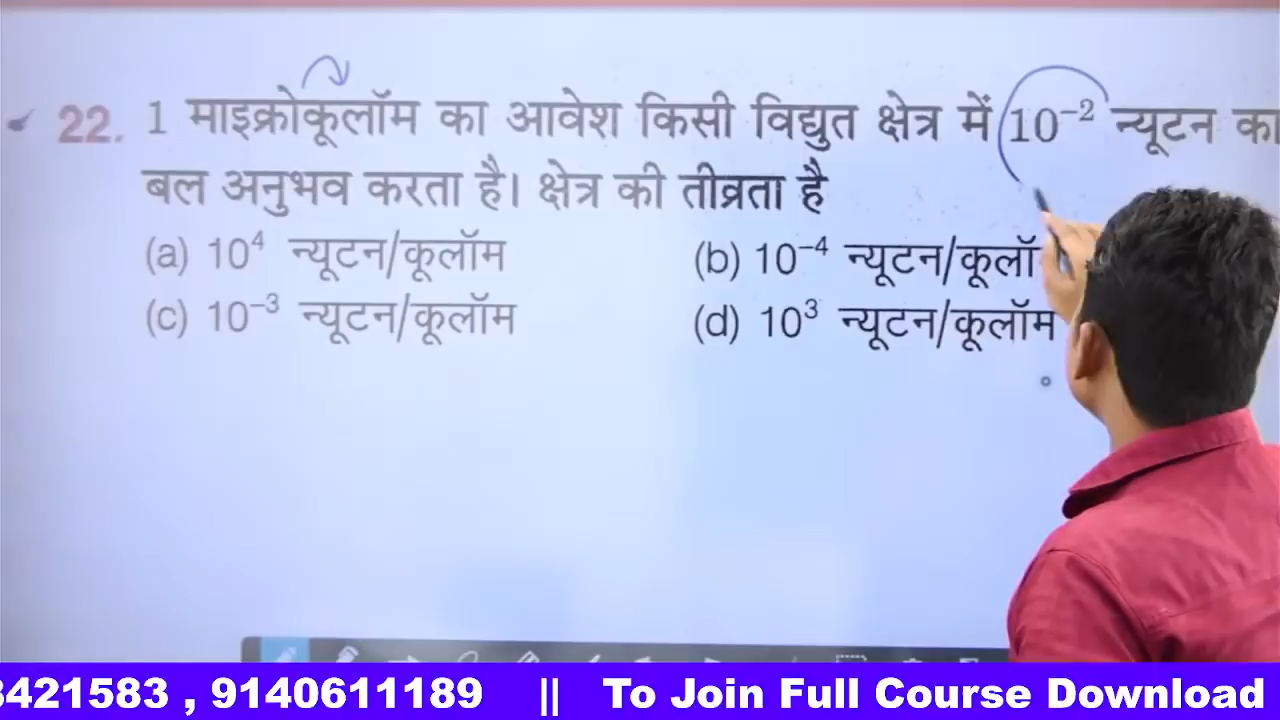 22. 1 माइक्रोकूलॉम का आवेश किसी विद्युत क्षेत्र में 10⁻² न्यूटन का
बल अनुभव करता है। क्षेत्र की तीव्रता है
(a) 10⁴ न्यूटन/कूलॉम (b) 10⁻⁴ न्यूटन/कूलॉ
(c) 10⁻³ न्यूटन/कूलॉम (d) 10³ न्यूटन/कूलॉम
3421583 , 9140611189 || To Join Full Course Download